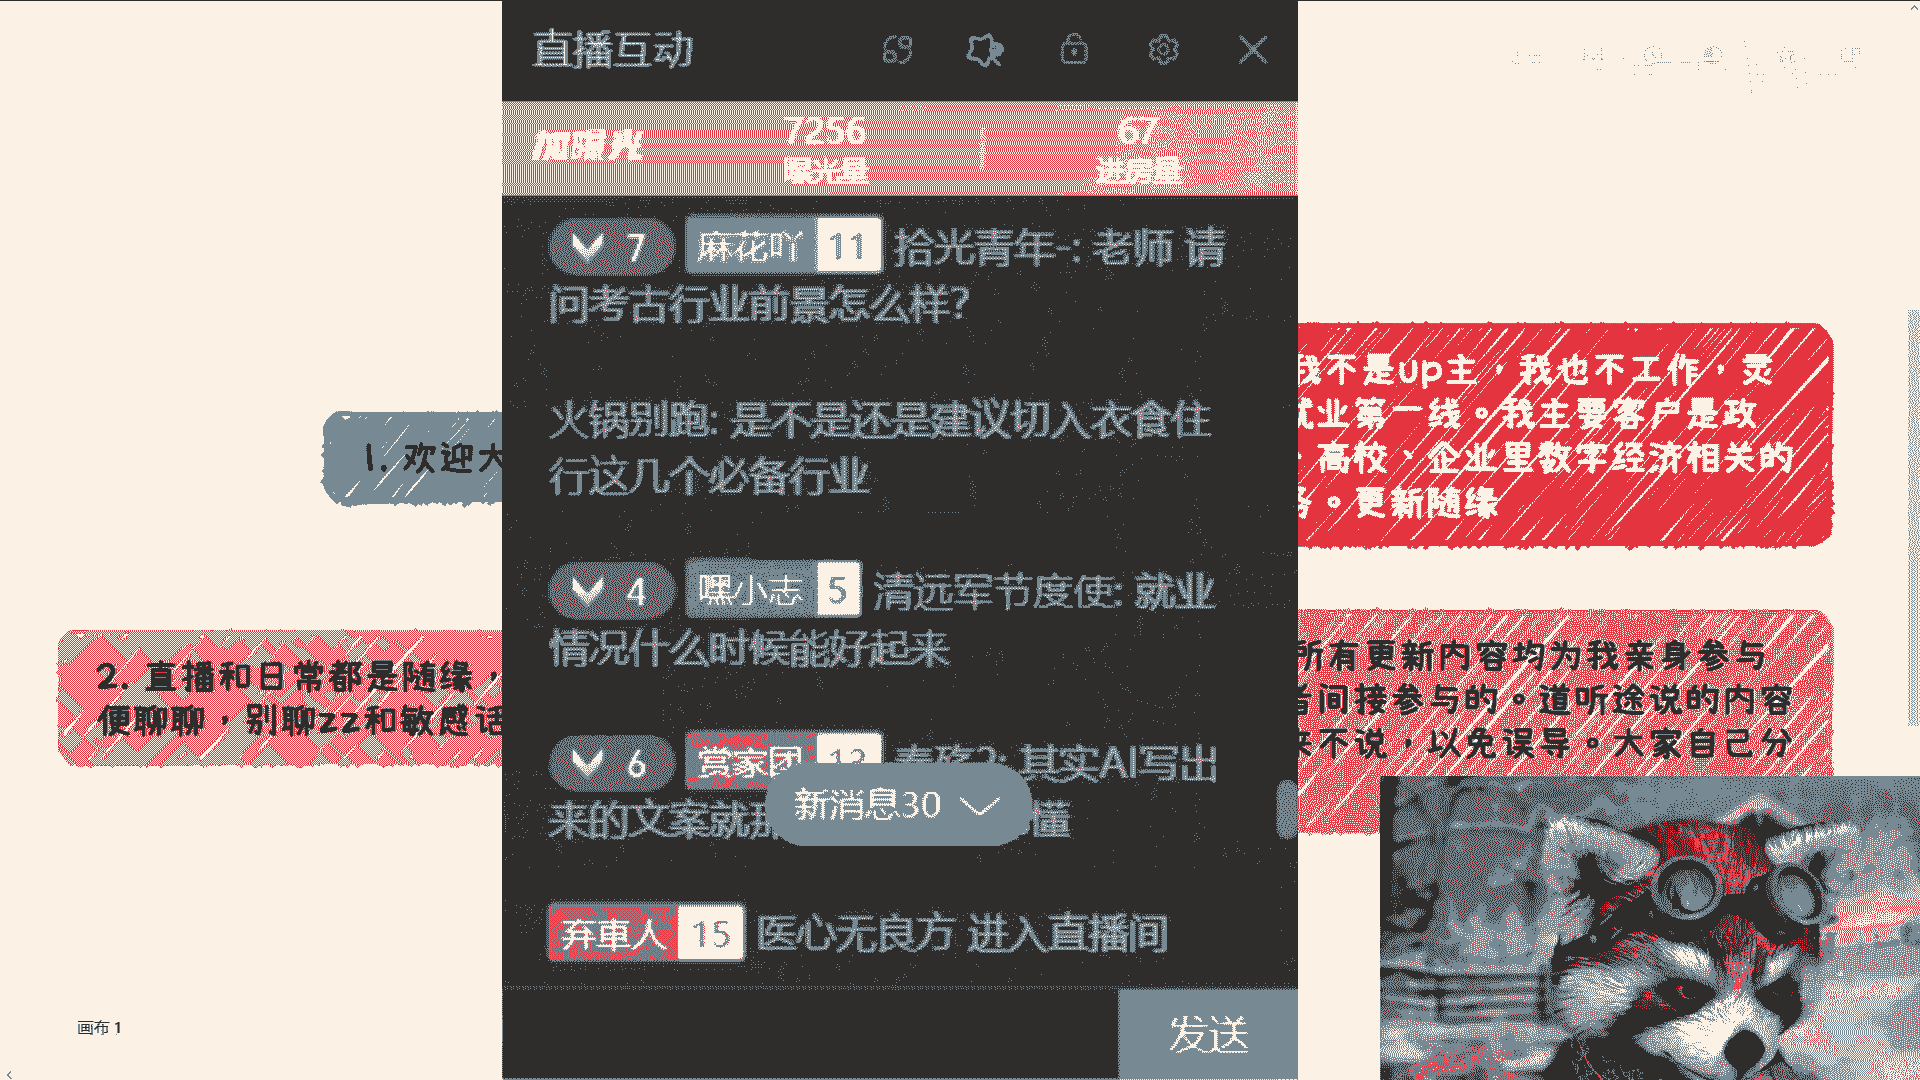 直播互动
加曝光
7256
曝光量
67
进房量
7 麻花吖 11 拾光青年-: 老师 请
问考古行业前景怎么样?
火锅别跑: 是不是还是建议切入衣食住
行这几个必备行业
4 嘿小志 5 清远军节度使: 就业
情况什么时候能好起来
6 赏家团 其实AI写出
来的文案就
懂
新消息30
弃車人 15 医心无良方 进入直播间
发送
1. 欢迎大
2. 直播和日常都是随缘，
便聊聊，别聊zz和敏感话
我不是up主，我也不工作，灵
就业第一线。我主要客户是政
、高校、企业里数字经济相关的
务。更新随缘
所有更新内容均为我亲身参与
者间接参与的。道听途说的内容
来不说，以免误导。大家自己分
画布 1